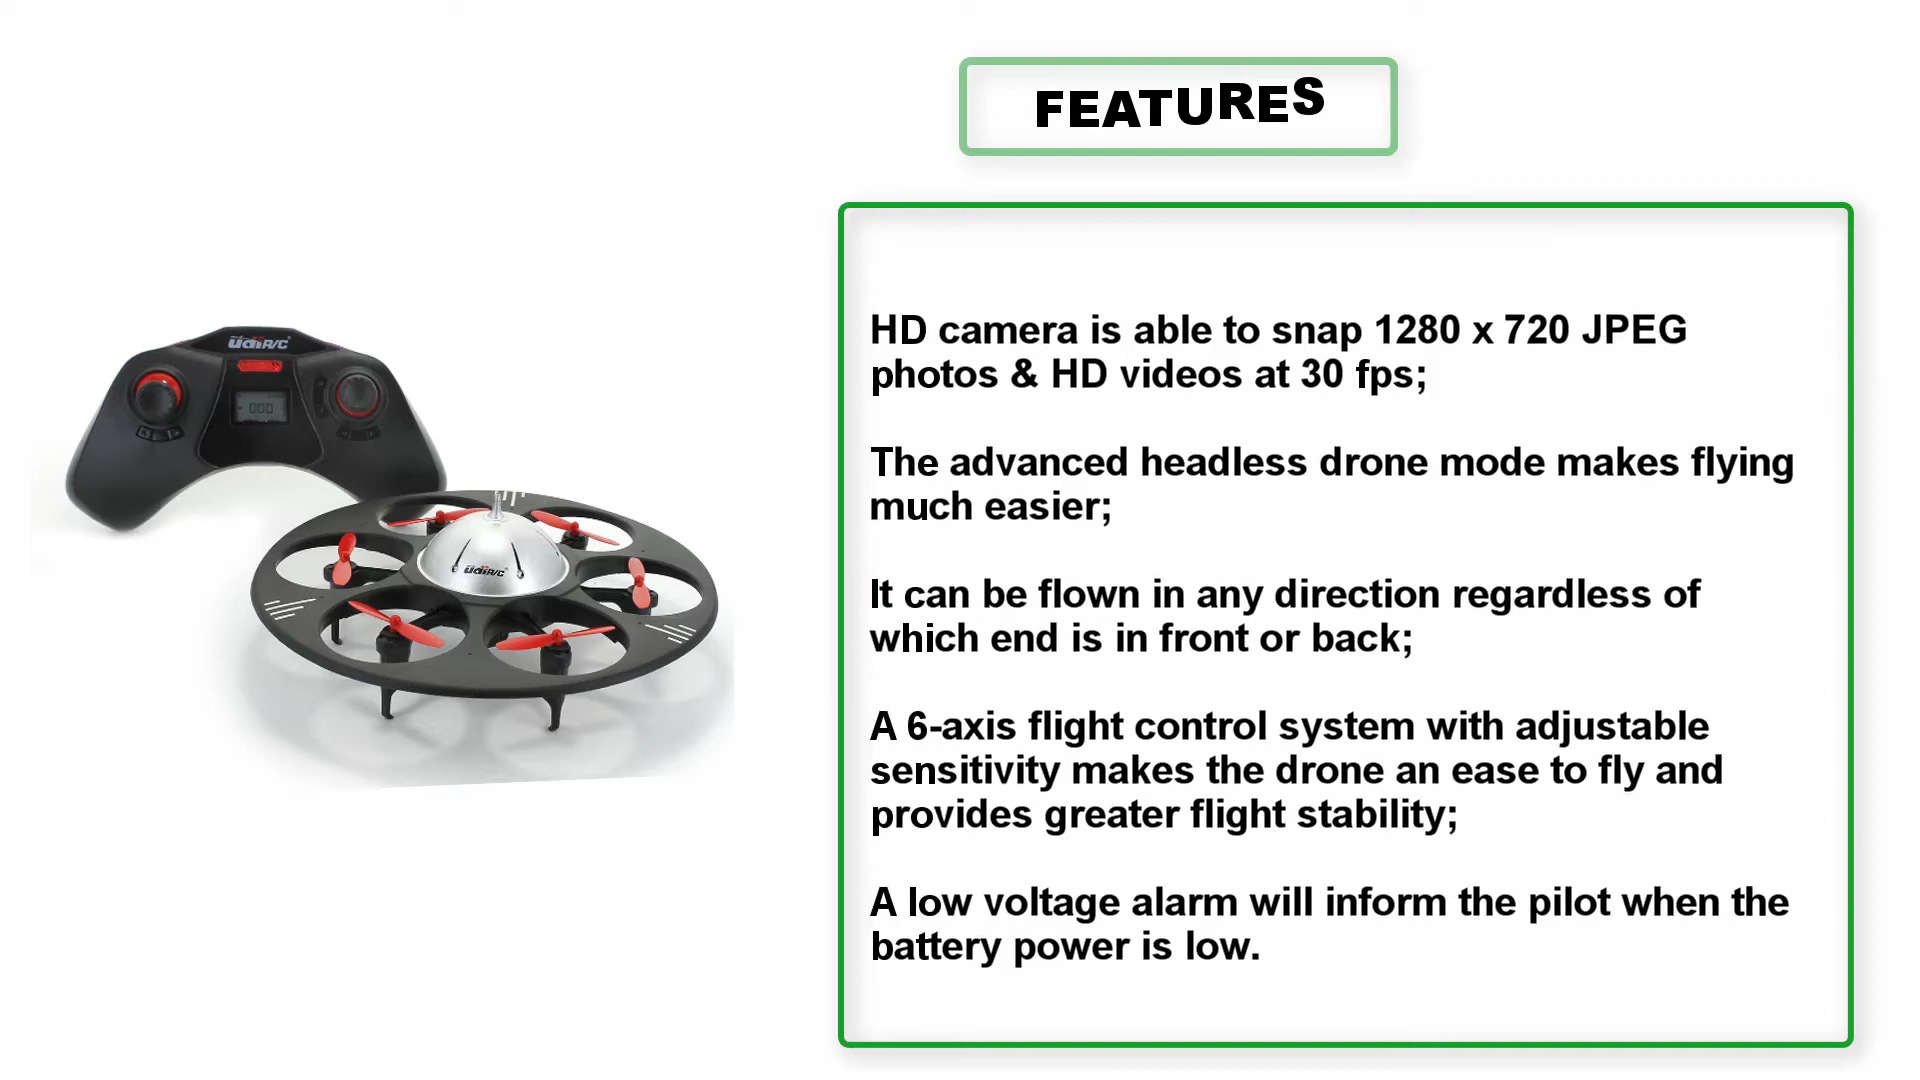 FEATURES
HD camera is able to snap 1280 x 720 JPEG
photos & HD videos at 30 fps;
The advanced headless drone mode makes flying
much easier;
It can be flown in any direction regardless of
which end is in front or back;
A 6-axis flight control system with adjustable
sensitivity makes the drone an ease to fly and
provides greater flight stability;
A low voltage alarm will inform the pilot when the
battery power is low.
UdiR/C
000
UdiR/C